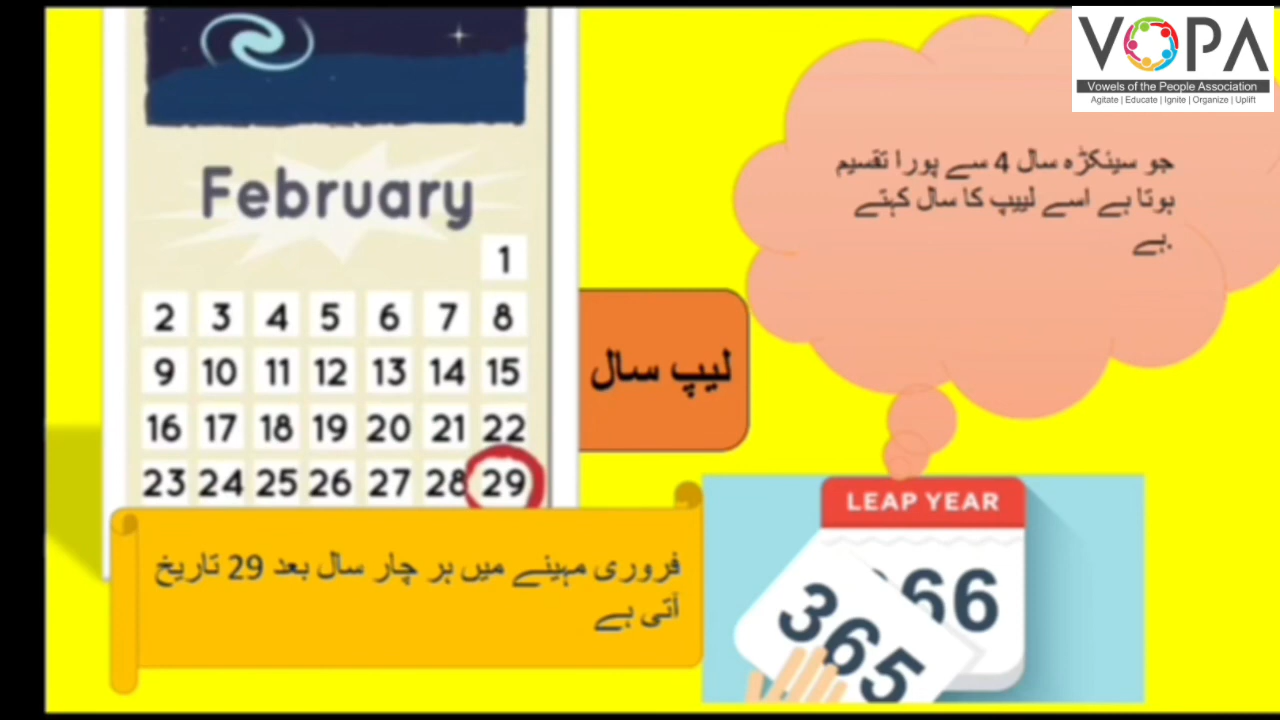 VOPA
Vowels of the People Association
Agitate | Educate | Ignite | Organize | Uplift
جو سینکڑہ سال 4 سے پورا تقسیم
ہوتا ہے اسے لیپپ کا سال کہتے
ہے.
February
1
2 3 4 5 6 7 8
9 10 11 12 13 14 15
16 17 18 19 20 21 22
23 24 25 26 27 28 29
لیپ سال
LEAP YEAR
366
365
فروری مہینے میں ہر چار سال بعد 29 تاریخ
أتی ہے